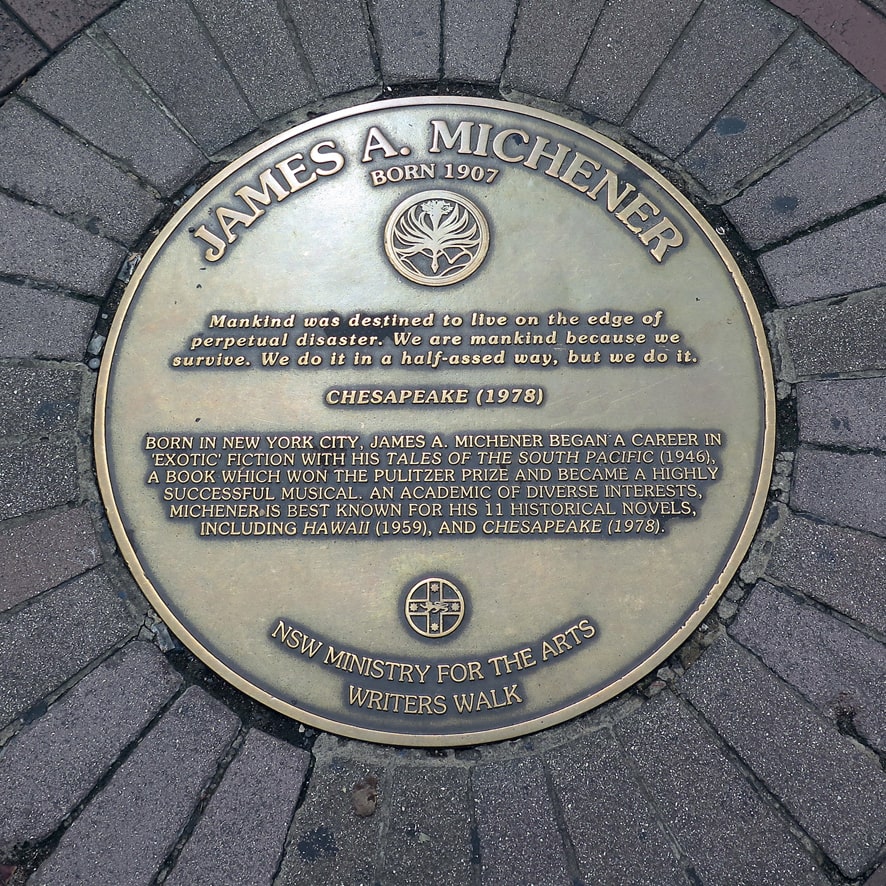 JAMES A. MICHENER
BORN 1907
Mankind was destined to live on the edge of
perpetual disaster. We are mankind because we
survive. We do it in a half-assed way, but we do it.
CHESAPEAKE (1978)
BORN IN NEW YORK CITY, JAMES A. MICHENER BEGAN A CAREER IN
'EXOTIC' FICTION WITH HIS TALES OF THE SOUTH PACIFIC (1946),
A BOOK WHICH WON THE PULITZER PRIZE AND BECAME A HIGHLY
SUCCESSFUL MUSICAL. AN ACADEMIC OF DIVERSE INTERESTS,
MICHENER IS BEST KNOWN FOR HIS 11 HISTORICAL NOVELS,
INCLUDING HAWAII (1959), AND CHESAPEAKE (1978).
NSW MINISTRY FOR THE ARTS
WRITERS WALK